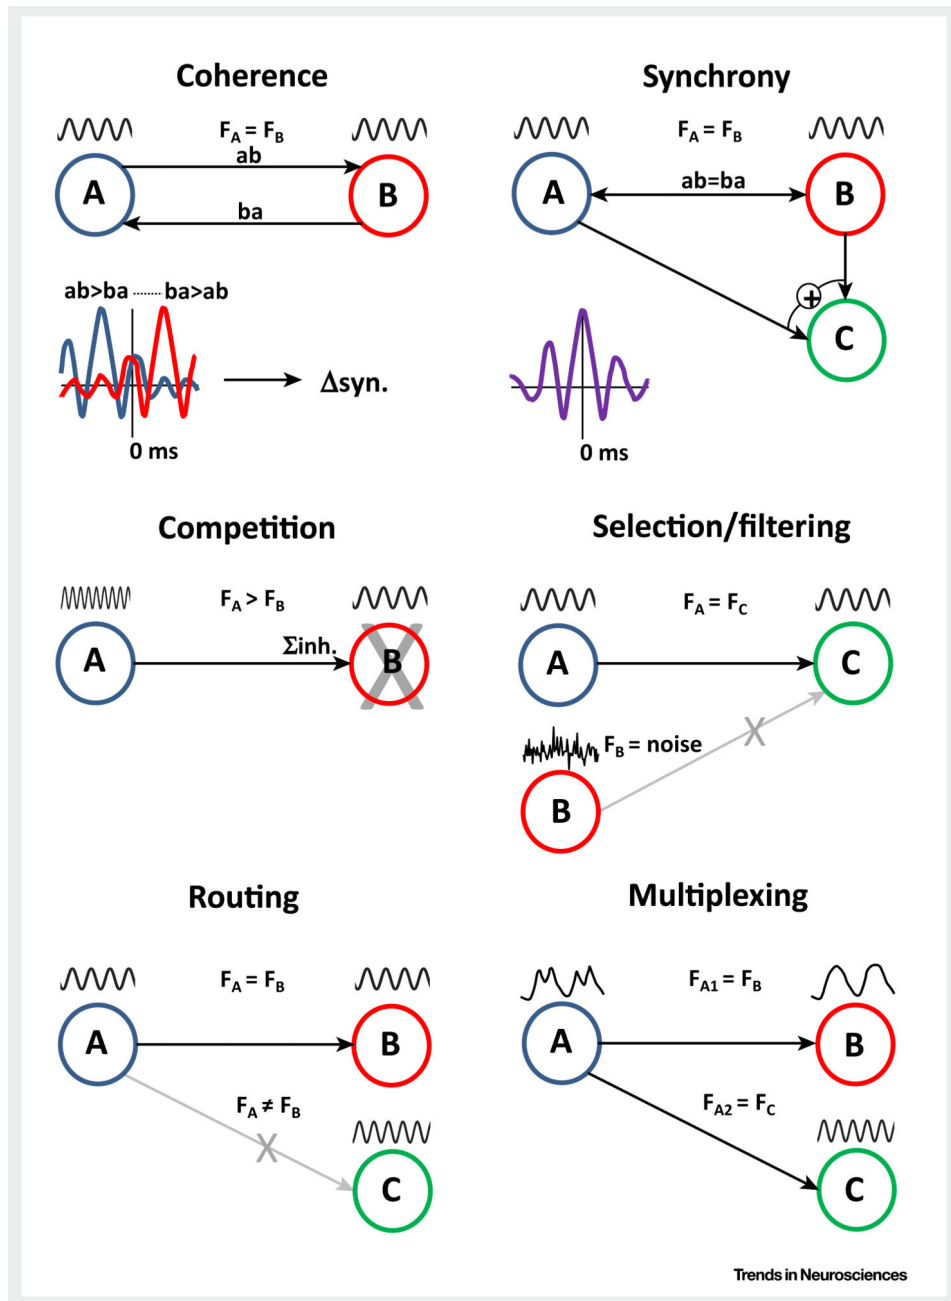 Coherence
F_A = F_B
ab
A
B
ba
ab>ba ........ ba>ab
Δsyn.
0 ms
Synchrony
F_A = F_B
ab=ba
A
B
+
C
0 ms
Competition
F_A > F_B
Σinh.
A
B
X
Selection/filtering
F_A = F_C
A
C
X
F_B = noise
B
Routing
F_A = F_B
A
B
F_A ≠ F_B
X
C
Multiplexing
F_A1 = F_B
A
B
F_A2 = F_C
C
Trends in Neurosciences